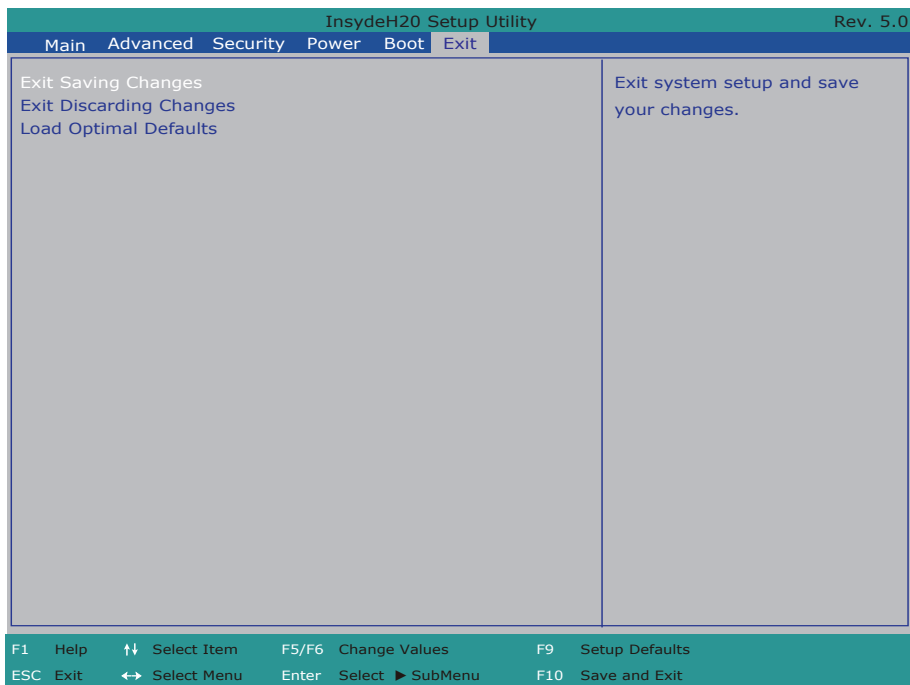 InsydeH20 Setup Utility Rev. 5.0
Main Advanced Security Power Boot Exit
Exit Saving Changes
Exit Discarding Changes
Load Optimal Defaults
Exit system setup and save
your changes.
F1 Help ↑↓ Select Item F5/F6 Change Values F9 Setup Defaults
ESC Exit ←→ Select Menu Enter Select ▶ SubMenu F10 Save and Exit